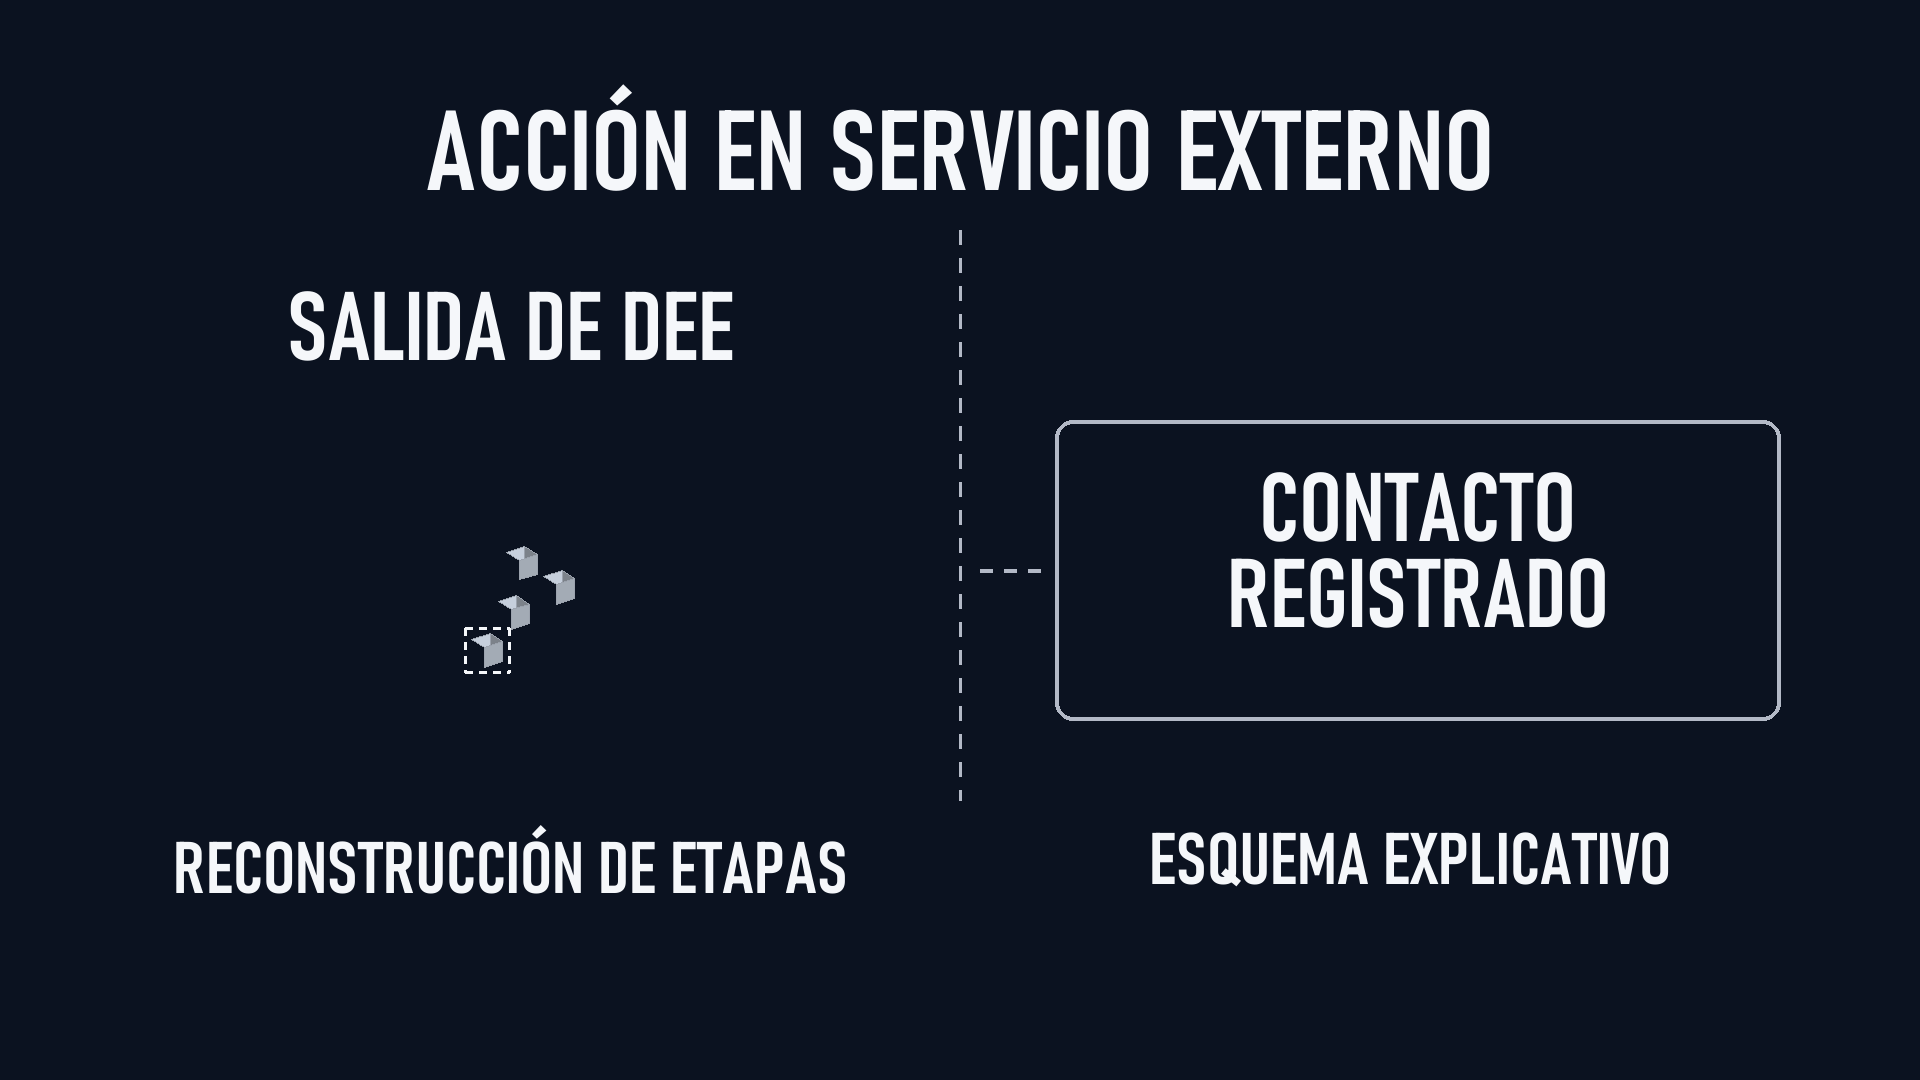 ACCIÓN EN SERVICIO EXTERNO
SALIDA DE DEE
CONTACTO
REGISTRADO
RECONSTRUCCIÓN DE ETAPAS
ESQUEMA EXPLICATIVO